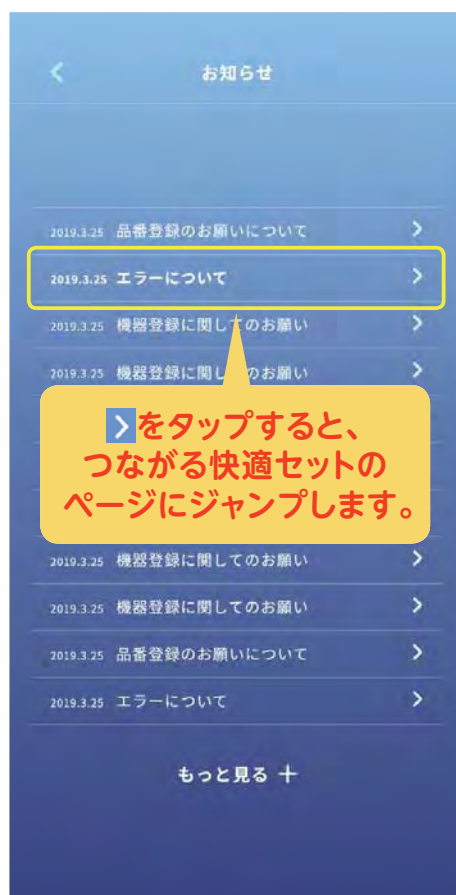 お知らせ
2019.3.25 品番登録のお願いについて
2019.3.25 エラーについて
2019.3.25 機器登録に関してのお願い
2019.3.25 機器登録に関し のお願い
>をタップすると、
つながる快適セットの
ページにジャンプします。
2019.3.25 機器登録に関してのお願い
2019.3.25 機器登録に関してのお願い
2019.3.25 品番登録のお願いについて
2019.3.25 エラーについて
もっと見る +